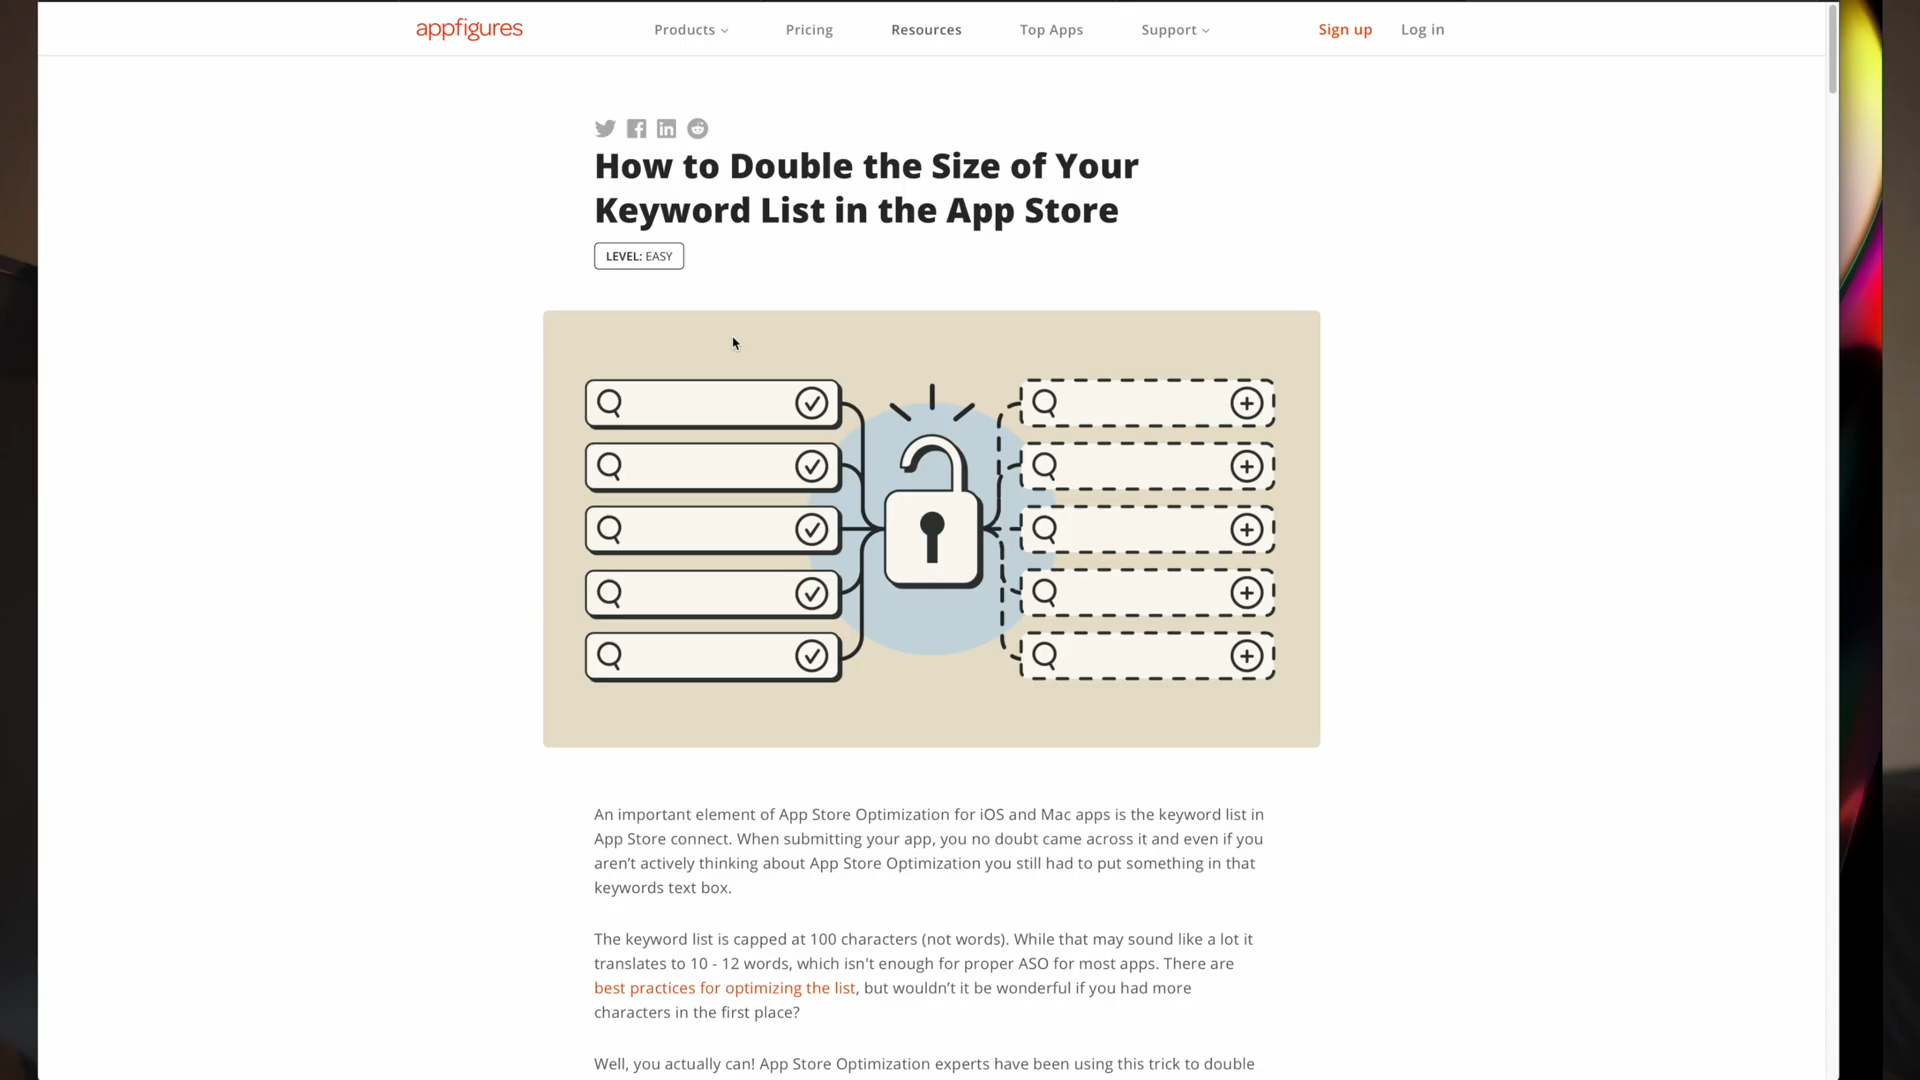 appfigures
Products
Pricing
Resources
Top Apps
Support
Sign up
Log in
How to Double the Size of Your
Keyword List in the App Store
LEVEL: EASY
An important element of App Store Optimization for iOS and Mac apps is the keyword list in
App Store connect. When submitting your app, you no doubt came across it and even if you
aren't actively thinking about App Store Optimization you still had to put something in that
keywords text box.
The keyword list is capped at 100 characters (not words). While that may sound like a lot it
translates to 10 - 12 words, which isn't enough for proper ASO for most apps. There are
best practices for optimizing the list, but wouldn't it be wonderful if you had more
characters in the first place?
Well, you actually can! App Store Optimization experts have been using this trick to double